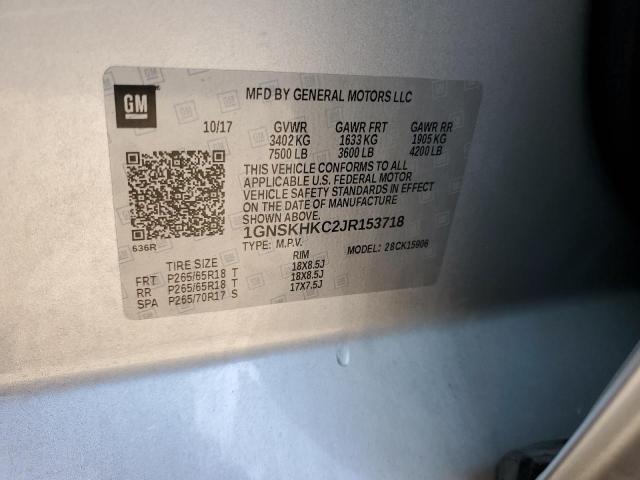 GM
MFD BY GENERAL MOTORS LLC
10/17 GVWR GAWR FRT GAWR RR
3402 KG 1633 KG 1905 KG
7500 LB 3600 LB 4200 LB
THIS VEHICLE CONFORMS TO ALL
APPLICABLE U.S. FEDERAL MOTOR
VEHICLE SAFETY STANDARDS IN EFFECT
ON THE DATE OF MANUFACTURE
SHOWN ABOVE.
636R
1GNSKHKC2JR153718
TYPE: M.P.V. MODEL: 28CK15906
TIRE SIZE RIM
FRT P265/65R18 T 18X8.5J
RR P265/65R18 T 18X8.5J
SPA P265/70R17 S 17X7.5J